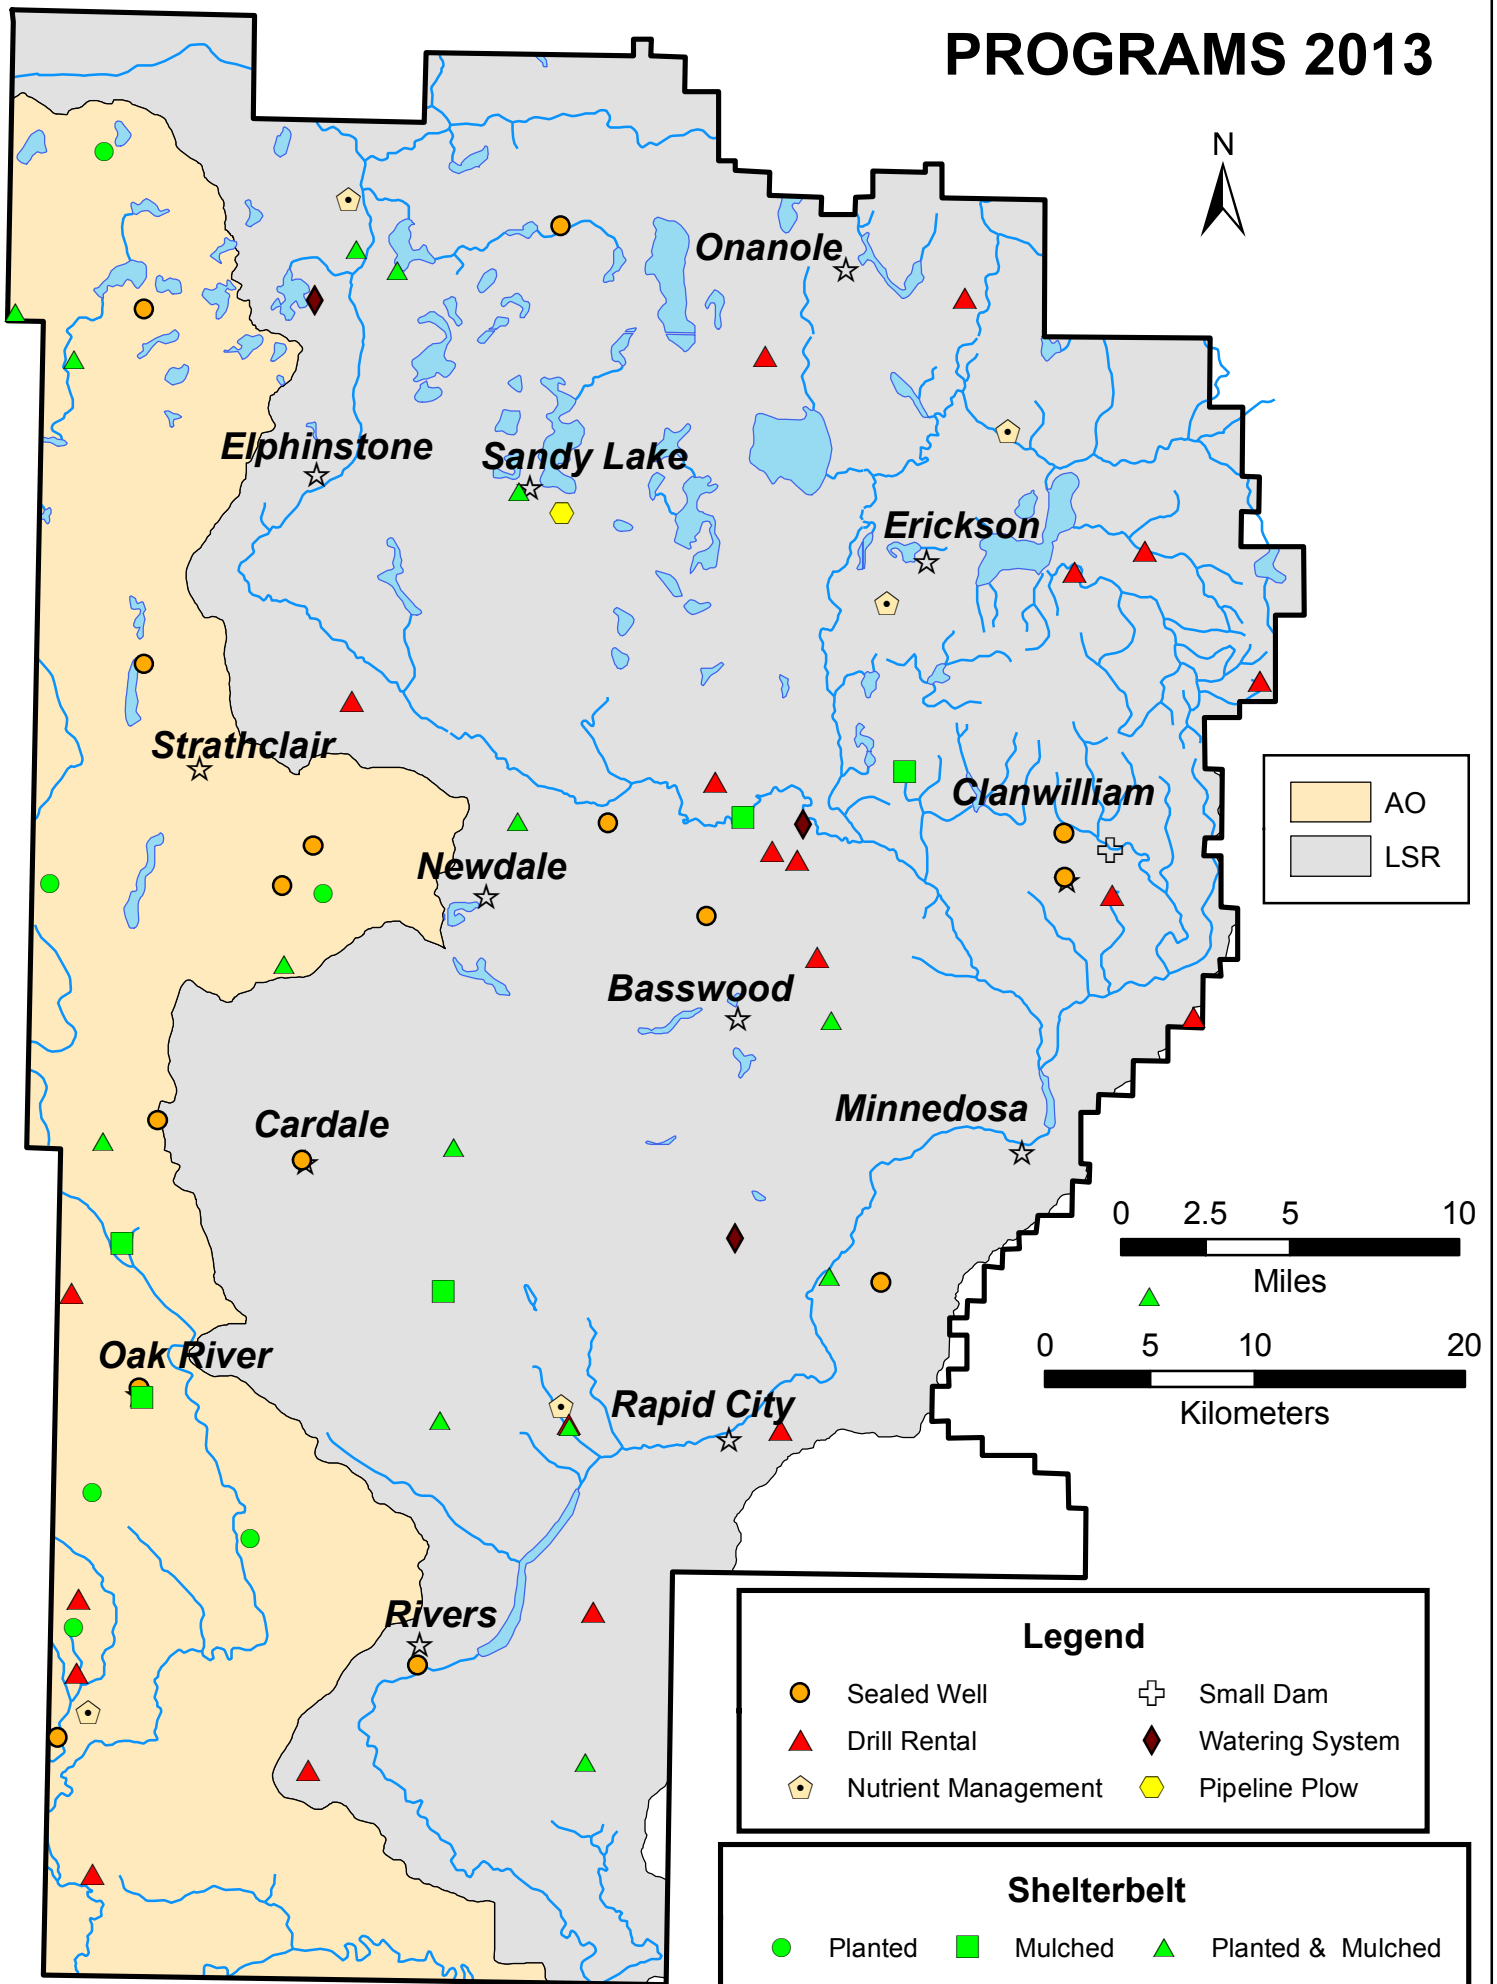 PROGRAMS 2013
N
Onanole
Elphinstone
Sandy Lake
Erickson
Strathclair
Clanwilliam
AO
LSR
Newdale
Basswood
Minnedosa
Cardale
0 2.5 5 10
Miles
0 5 10 20
Kilometers
Oak River
Rapid City
Rivers
Legend
Sealed Well Small Dam
Drill Rental Watering System
Nutrient Management Pipeline Plow
Shelterbelt
Planted Mulched Planted & Mulched